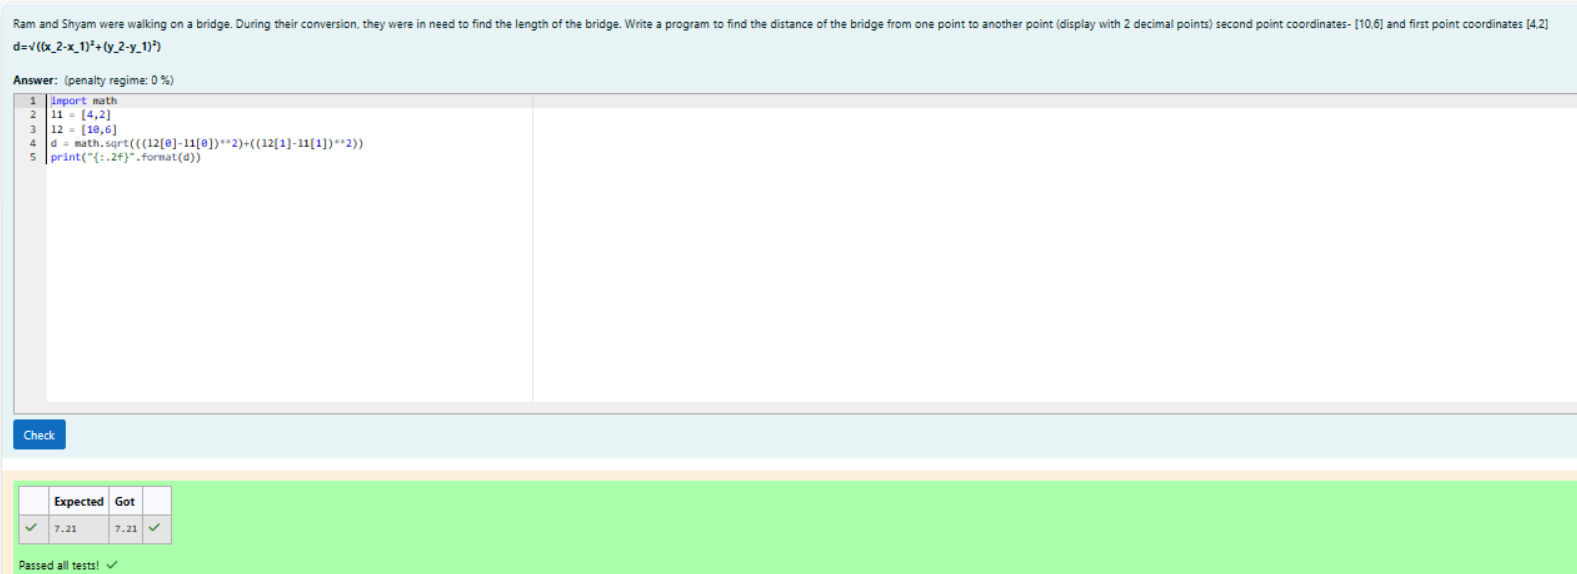 Ram and Shyam were walking on a bridge. During their conversion, they were in need to find the length of the bridge. Write a program to find the distance of the bridge from one point to another point (display with 2 decimal points) second point coordinates- [10,6] and first point coordinates [4,2]
d=√((x_2-x_1)²+(y_2-y_1)²)
Answer: (penalty regime: 0 %)
1 import math
2 l1 = [4,2]
3 l2 = [10,6]
4 d = math.sqrt(((l2[0]-l1[0])**2)+((l2[1]-l1[1])**2))
5 print("{:.2f}".format(d))
Check
Expected Got
7.21 7.21
Passed all tests!